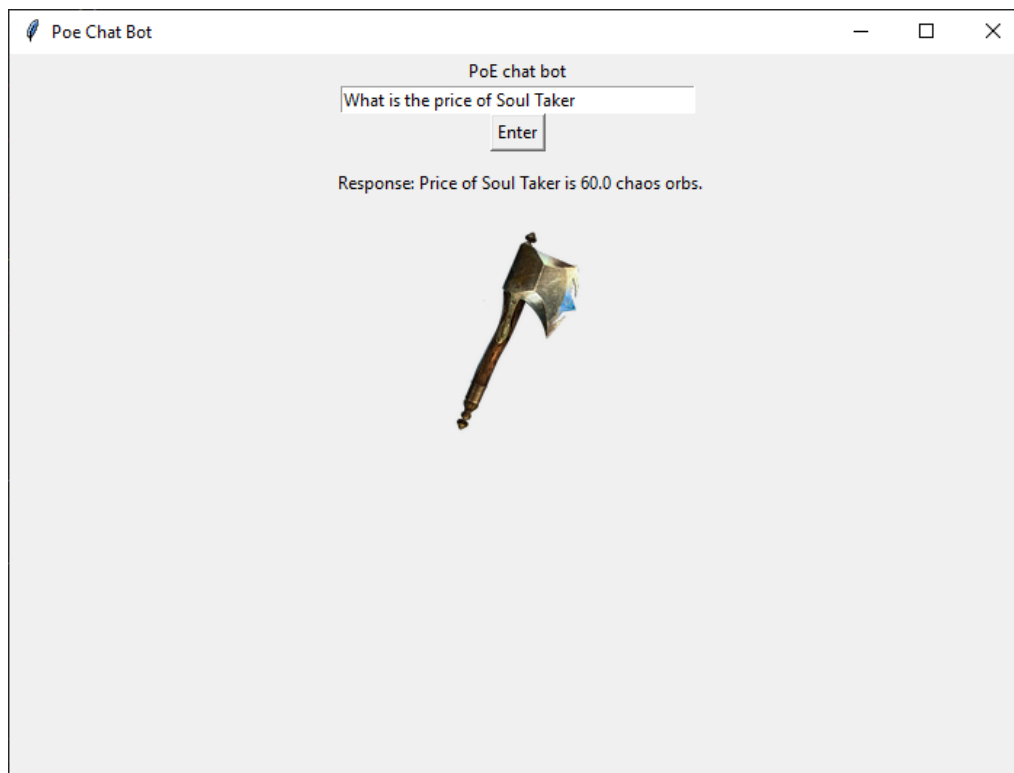 Poe Chat Bot
PoE chat bot
What is the price of Soul Taker
Enter
Response: Price of Soul Taker is 60.0 chaos orbs.